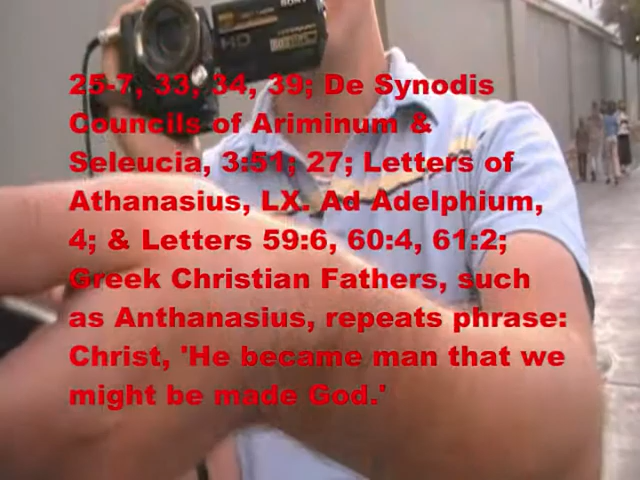 SONY
25-7, 33, 34, 39; De Synodis
Councils of Ariminum &
Seleucia, 3:51; 27; Letters of
Athanasius, LX. Ad Adelphium,
4; & Letters 59:6, 60:4, 61:2;
Greek Christian Fathers, such
as Anthanasius, repeats phrase:
Christ, 'He became man that we
might be made God.'